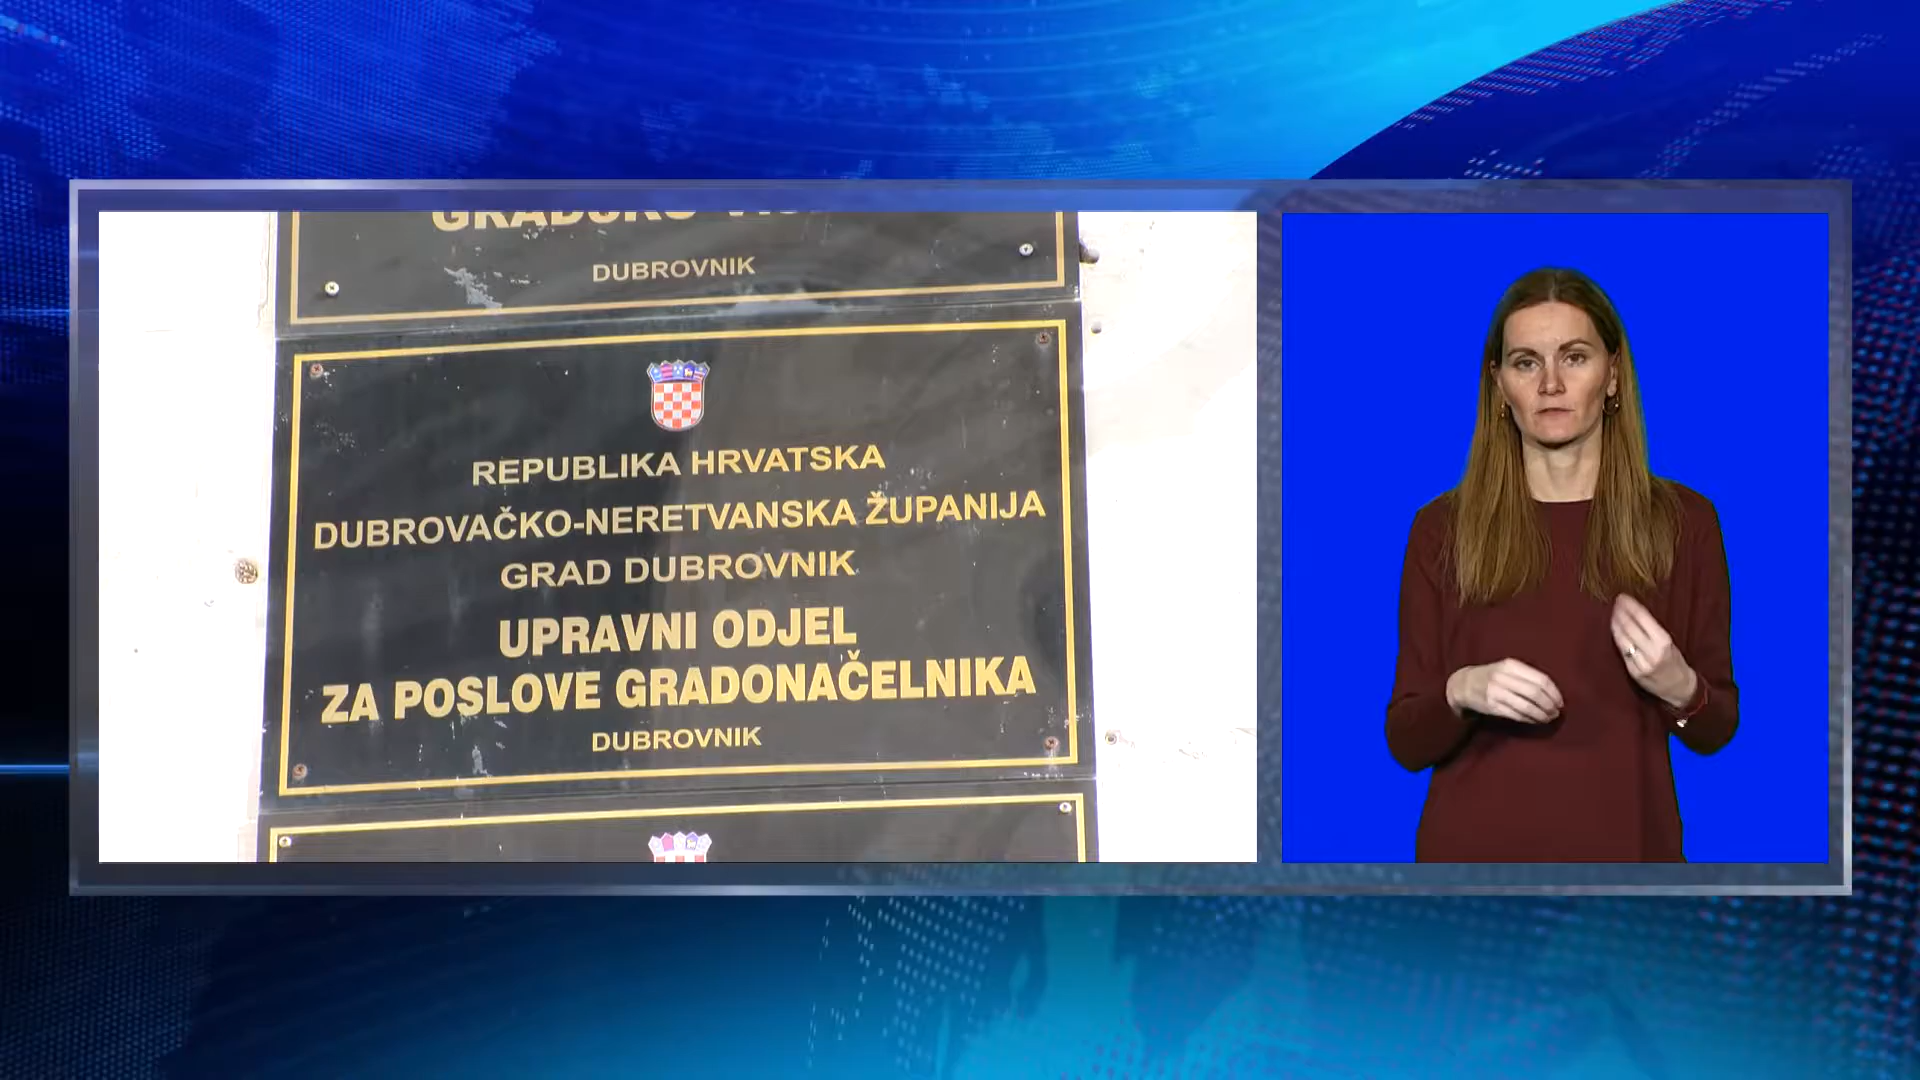 DUBROVNIK
REPUBLIKA HRVATSKA
DUBROVAČKO-NERETVANSKA ŽUPANIJA
GRAD DUBROVNIK
UPRAVNI ODJEL
ZA POSLOVE GRADONAČELNIKA
DUBROVNIK